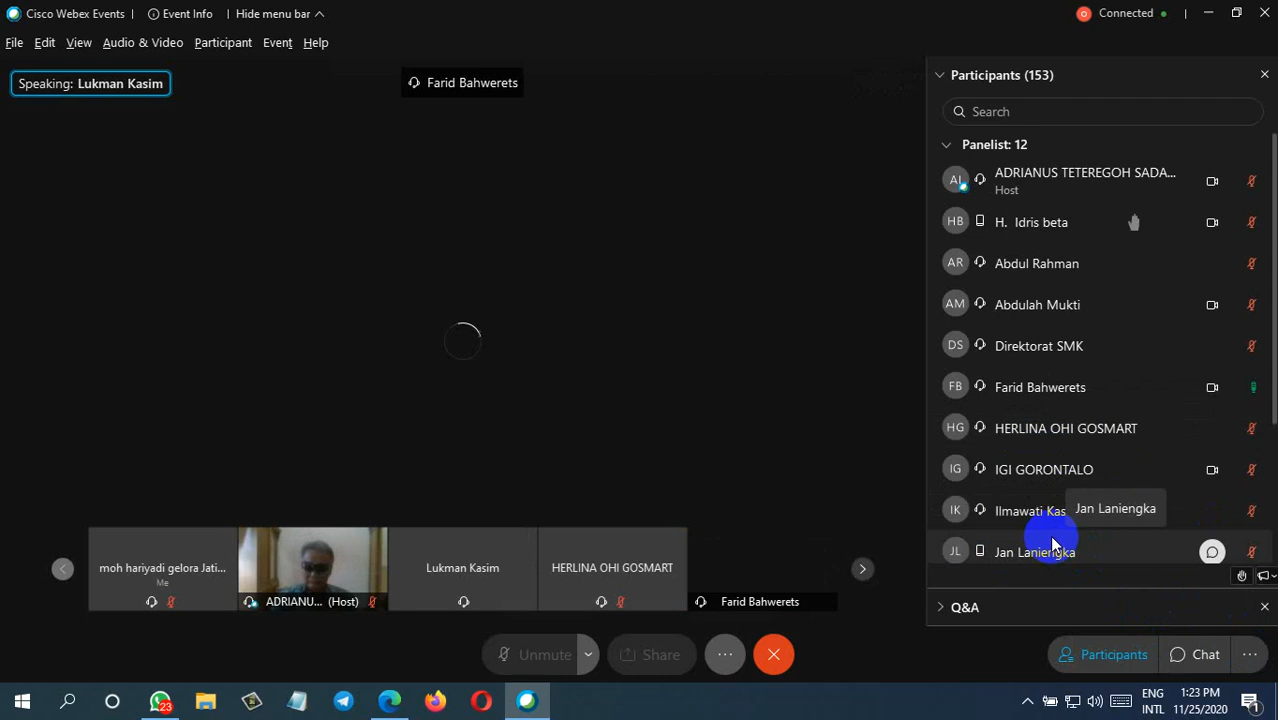 Cisco Webex Events
Event Info
Hide menu bar
Connected
File Edit View Audio & Video Participant Event Help
Speaking: Lukman Kasim
Farid Bahwerets
Participants (153)
Search
Panelist: 12
AI ADRIANUS TETEREGOH SADA...
Host
HB H. Idris beta
AR Abdul Rahman
AM Abdulah Mukti
DS Direktorat SMK
FB Farid Bahwerets
HG HERLINA OHI GOSMART
IG IGI GORONTALO
IK Ilmawati Kas
Jan Laniengka
JL Jan Laniengka
moh hariyadi gelora Jati...
Me
ADRIANU... (Host)
Lukman Kasim
HERLINA OHI GOSMART
Farid Bahwerets
Q&A
Unmute
Share
Participants
Chat
23
ENG
INTL
1:23 PM
11/25/2020
1